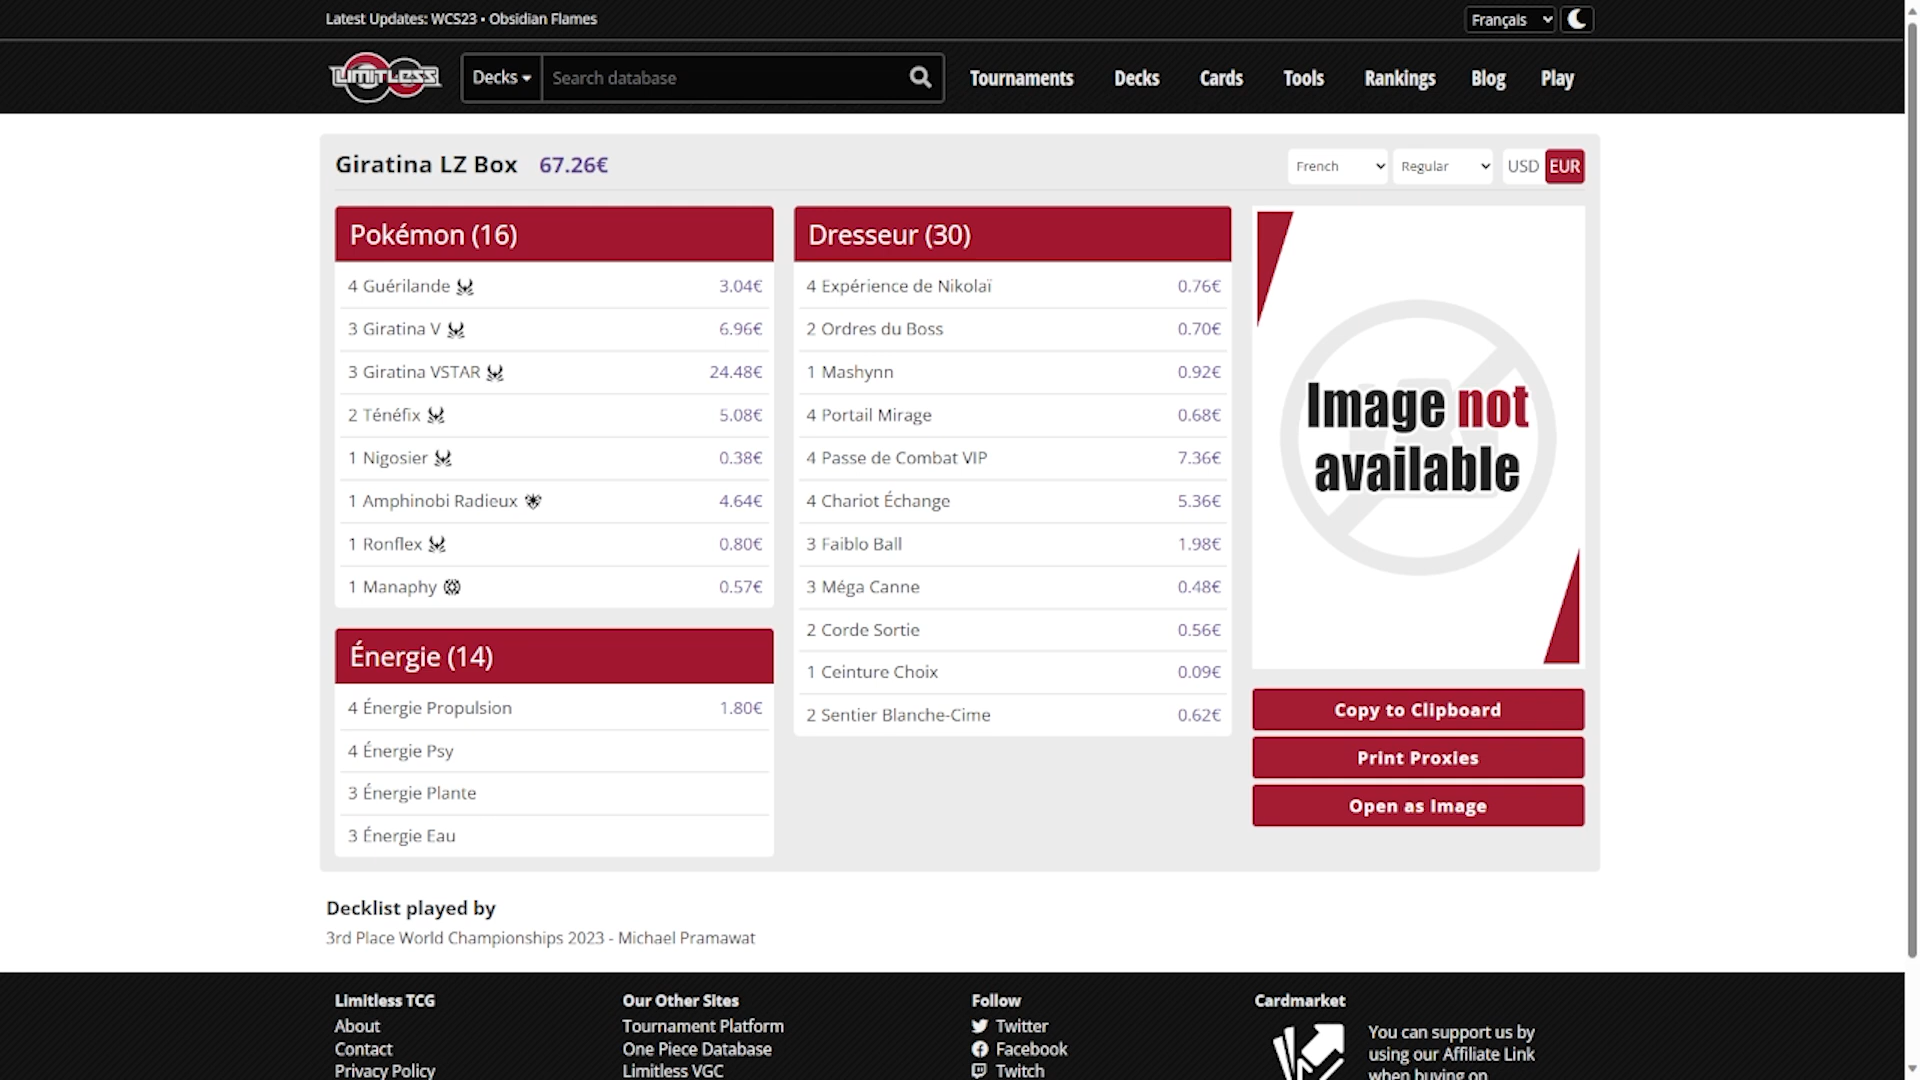 Latest Updates: WCS23 • Obsidian Flames
Français
LIMITLESS
Decks
Search database
Tournaments
Decks
Cards
Tools
Rankings
Blog
Play
Giratina LZ Box 67.26€
French
Regular
USD
EUR
Pokémon (16)
4 Guérilande 3.04€
3 Giratina V 6.96€
3 Giratina VSTAR 24.48€
2 Ténéfix 5.08€
1 Nigosier 0.38€
1 Amphinobi Radieux 4.64€
1 Ronflex 0.80€
1 Manaphy 0.57€
Énergie (14)
4 Énergie Propulsion 1.80€
4 Énergie Psy
3 Énergie Plante
3 Énergie Eau
Dresseur (30)
4 Expérience de Nikolaï 0.76€
2 Ordres du Boss 0.70€
1 Mashynn 0.92€
4 Portail Mirage 0.68€
4 Passe de Combat VIP 7.36€
4 Chariot Échange 5.36€
3 Faiblo Ball 1.98€
3 Méga Canne 0.48€
2 Corde Sortie 0.56€
1 Ceinture Choix 0.09€
2 Sentier Blanche-Cime 0.62€
Image not
available
Copy to Clipboard
Print Proxies
Open as Image
Decklist played by
3rd Place World Championships 2023 - Michael Pramawat
Limitless TCG
About
Contact
Privacy Policy
Our Other Sites
Tournament Platform
One Piece Database
Limitless VGC
Follow
Twitter
Facebook
Twitch
Cardmarket
You can support us by
using our Affiliate Link
when buying on